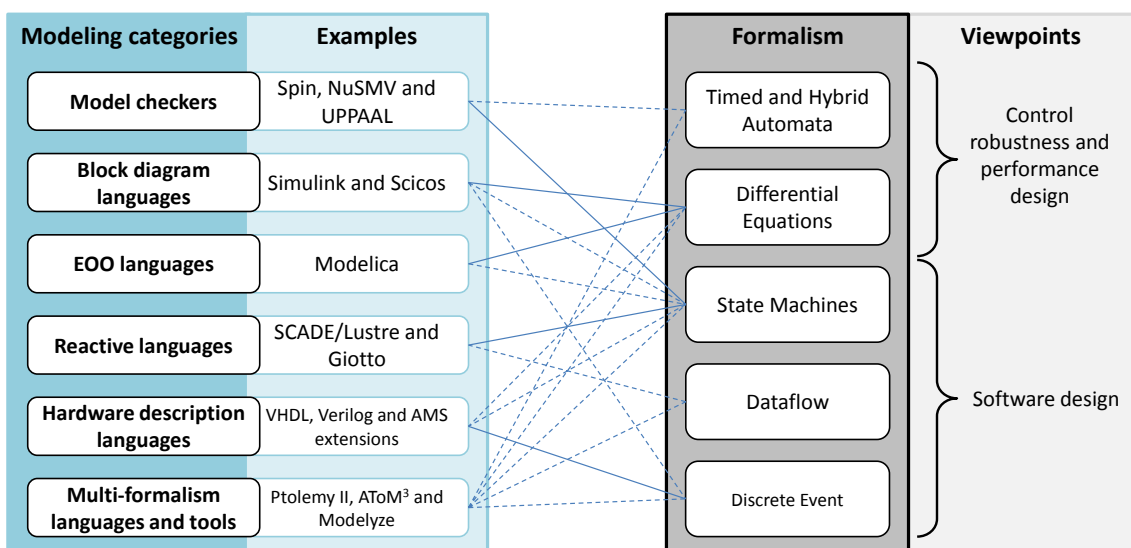 Modeling categories
Examples
Formalism
Viewpoints
Model checkers
Spin, NuSMV and
UPPAAL
Block diagram
languages
Simulink and Scicos
EOO languages
Modelica
Reactive languages
SCADE/Lustre and
Giotto
Hardware description
languages
VHDL, Verilog and AMS
extensions
Multi-formalism
languages and tools
Ptolemy II, AToM³ and
Modelyze
Timed and Hybrid
Automata
Differential
Equations
State Machines
Dataflow
Discrete Event
Control
robustness and
performance
design
Software design